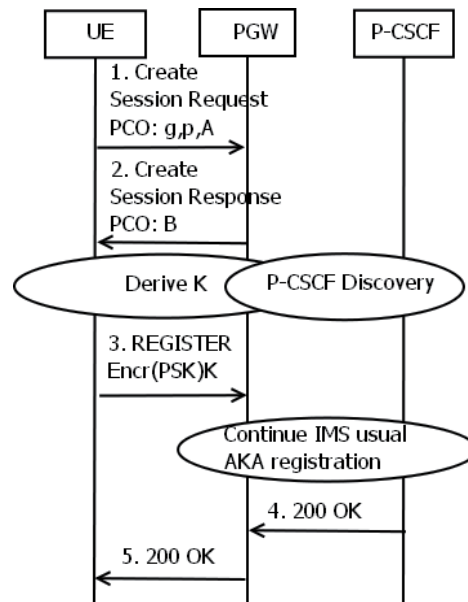 UE
PGW
P-CSCF
1. Create
Session Request
PCO: g,p,A
2. Create
Session Response
PCO: B
Derive K
P-CSCF Discovery
3. REGISTER
Encr(PSK)K
Continue IMS usual
AKA registration
4. 200 OK
5. 200 OK